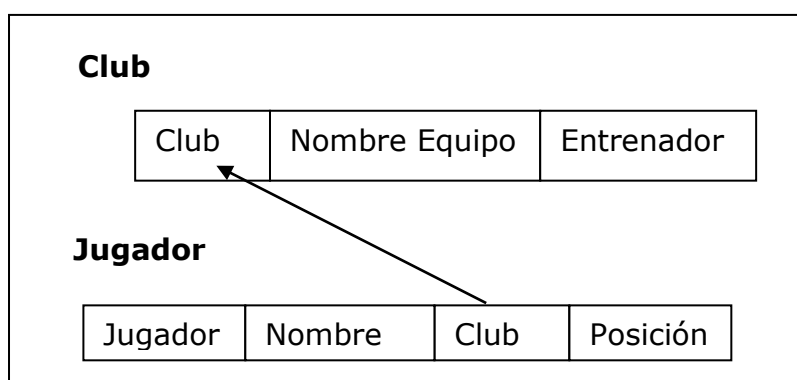 Club
Club Nombre Equipo Entrenador
Jugador
Jugador Nombre Club Posición